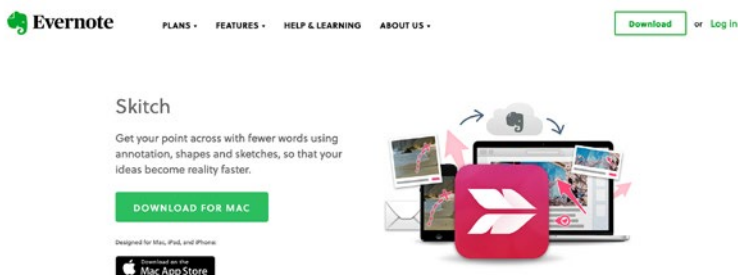 Evernote
PLANS
FEATURES
HELP & LEARNING
ABOUT US
Download or Log in
Skitch
Get your point across with fewer words using
annotation, shapes and sketches, so that your
ideas become reality faster.
DOWNLOAD FOR MAC
Designed for Mac, iPad, and iPhone:
Download on the
Mac App Store